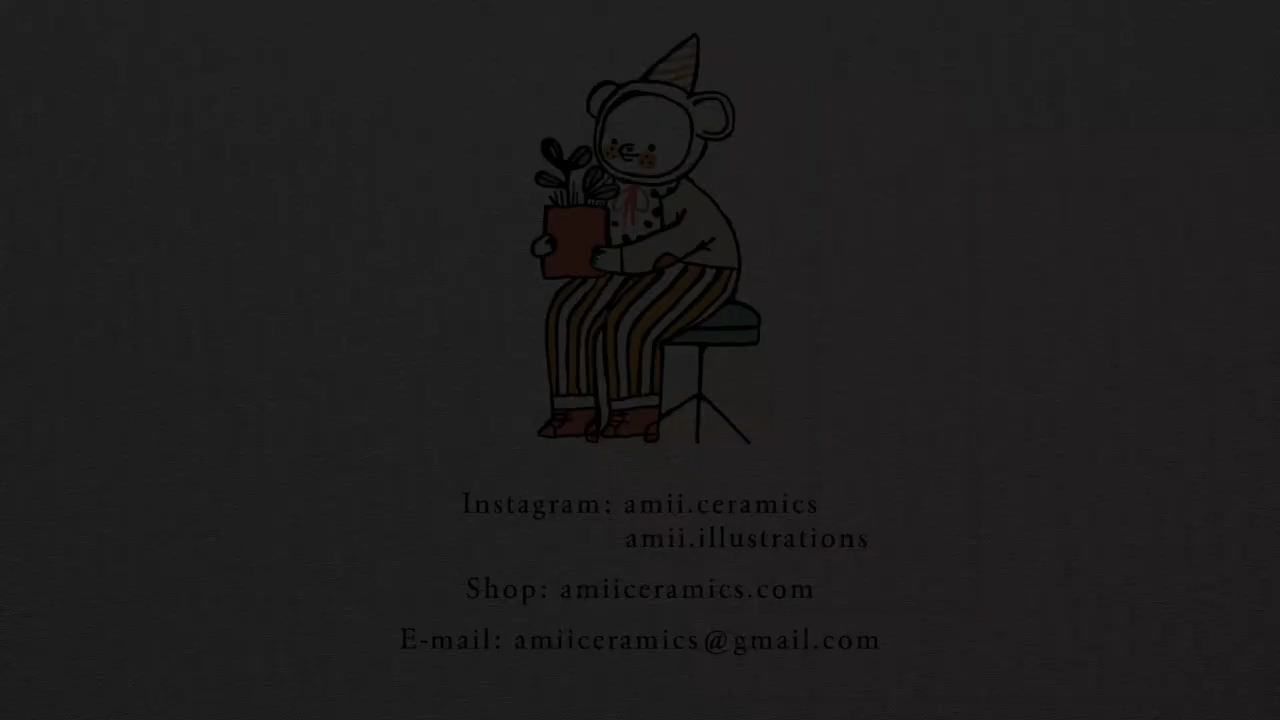 Instagram: amii.ceramics
amii.illustrations
Shop: amiiceramics.com
E-mail: amiiceramics@gmail.com